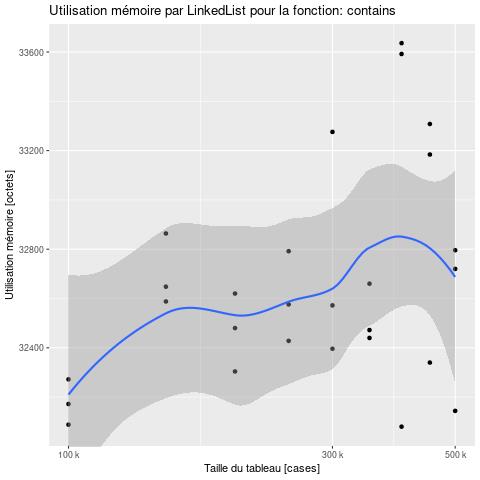 Utilisation mémoire par LinkedList pour la fonction: contains
Utilisation mémoire [octets]
33600
33200
32800
32400
100 k
300 k
500 k
Taille du tableau [cases]